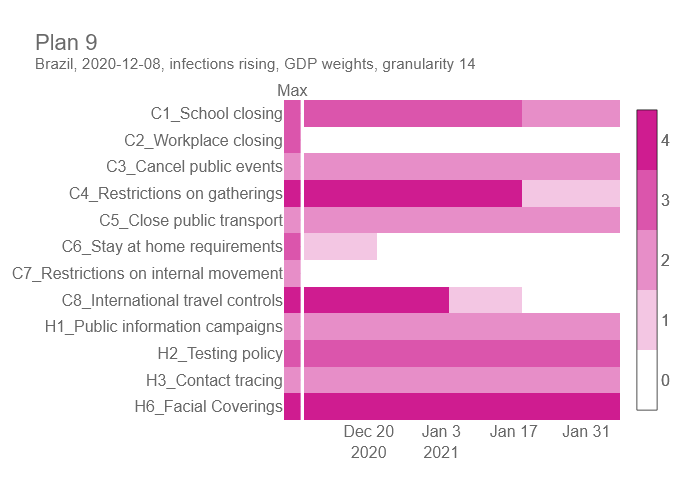 Plan 9
Brazil, 2020-12-08, infections rising, GDP weights, granularity 14
Max
C1_School closing
C2_Workplace closing
C3_Cancel public events
C4_Restrictions on gatherings
C5_Close public transport
C6_Stay at home requirements
C7_Restrictions on internal movement
C8_International travel controls
H1_Public information campaigns
H2_Testing policy
H3_Contact tracing
H6_Facial Coverings
Dec 20 Jan 3 Jan 17 Jan 31
2020 2021
4
3
2
1
0